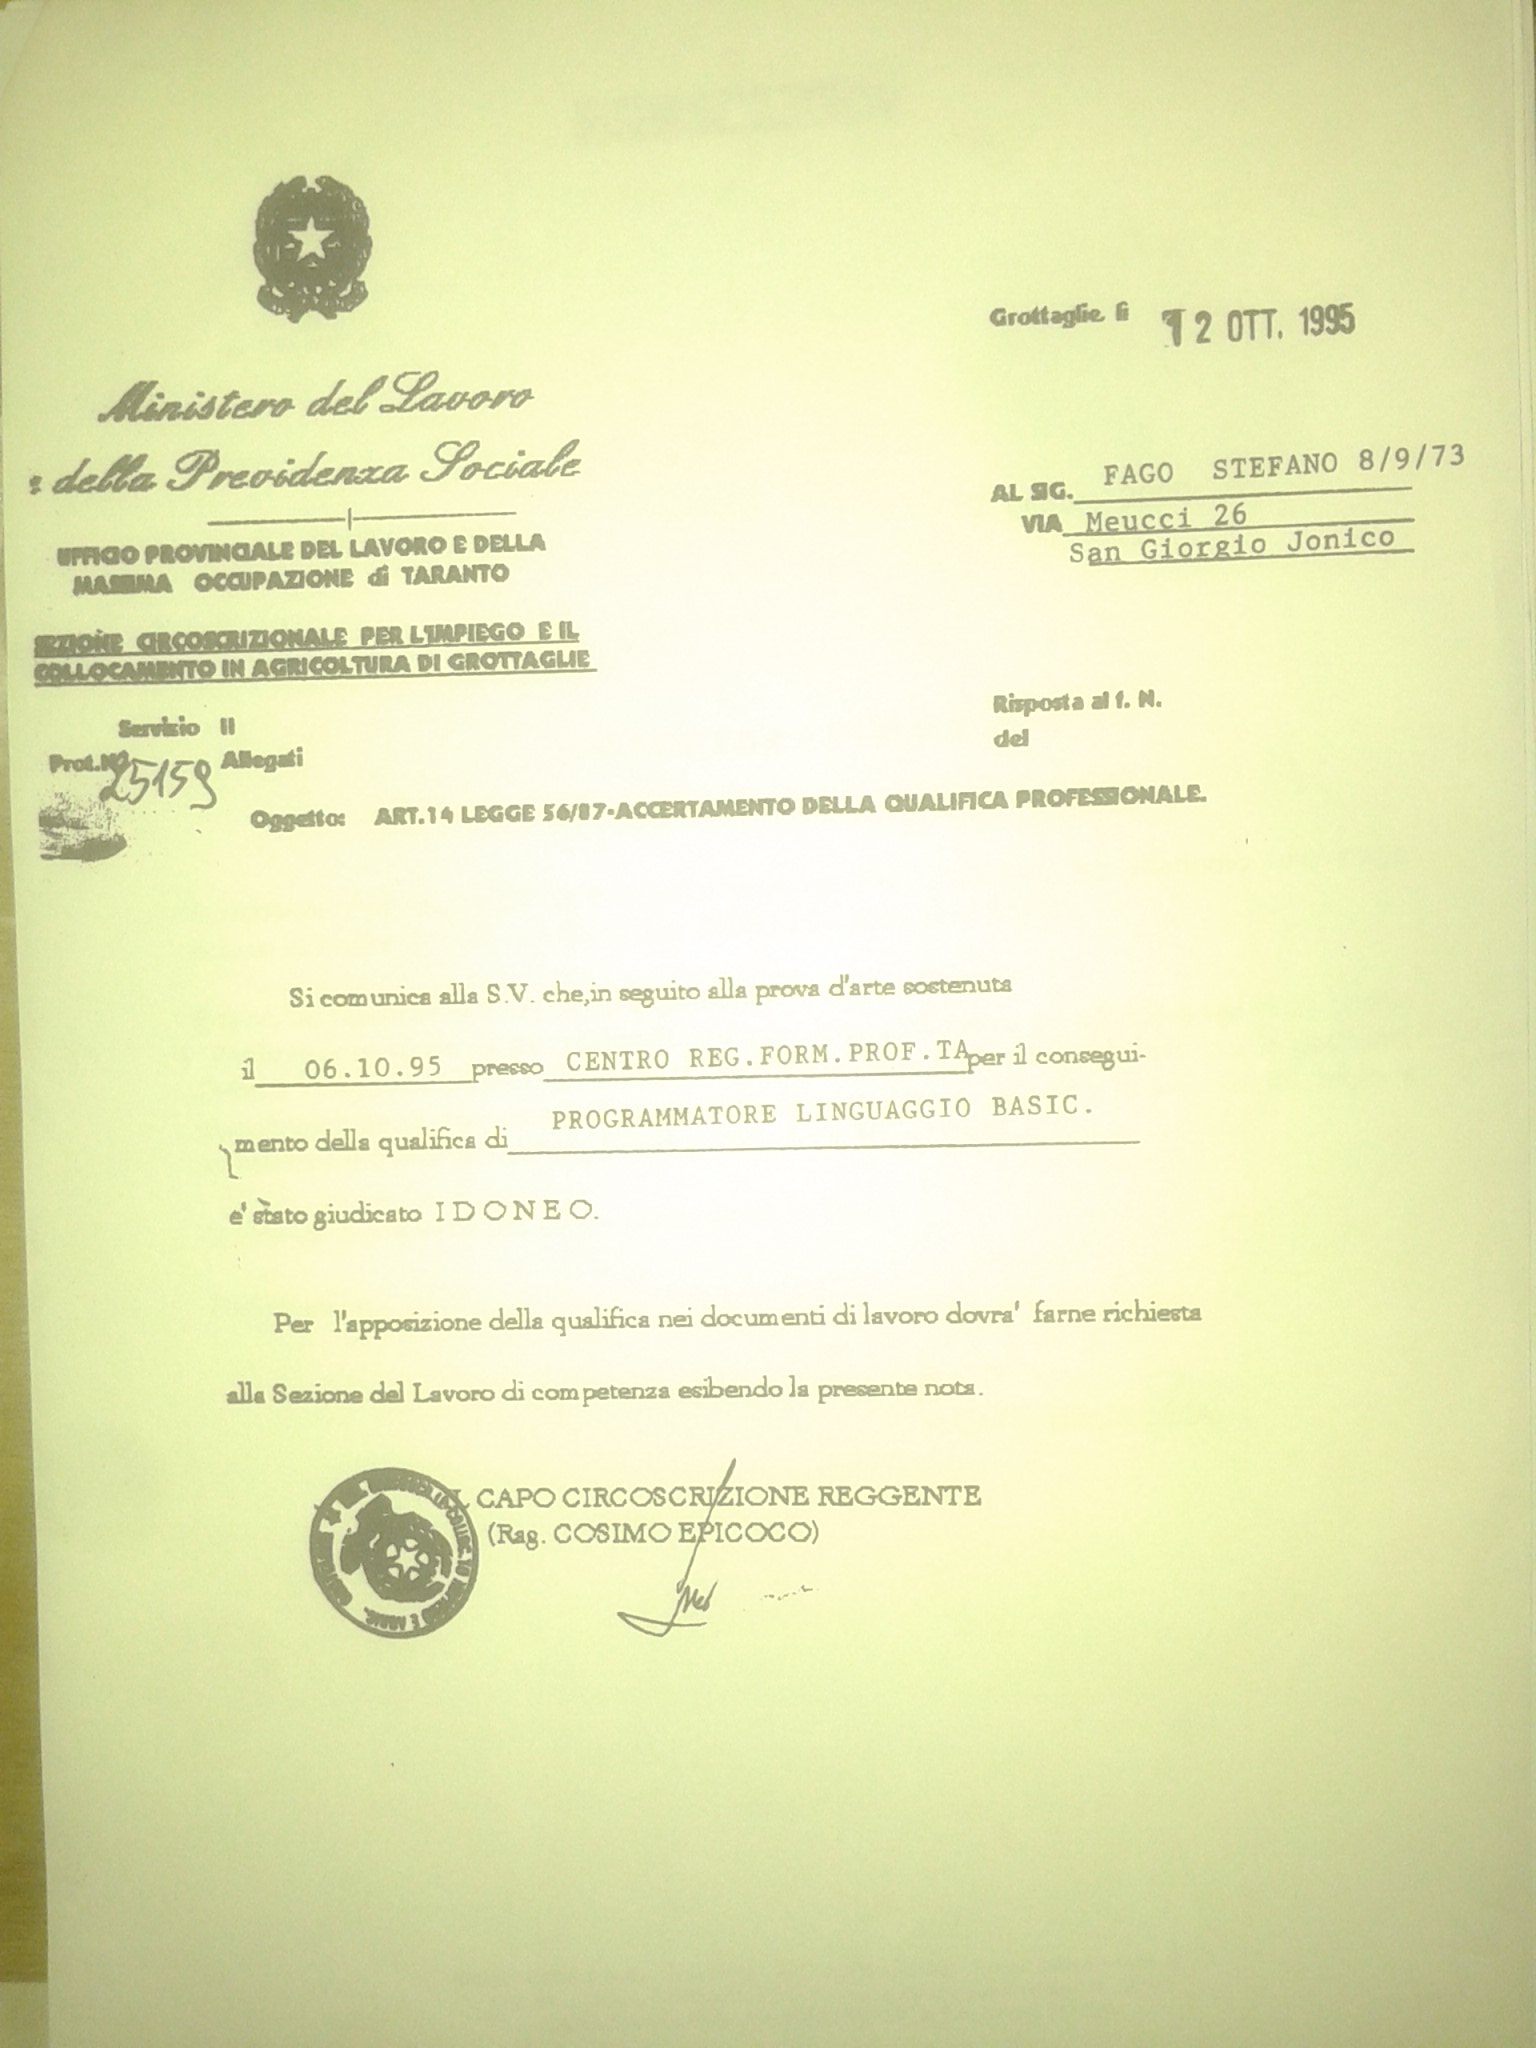 Grottaglie li 12 OTT. 1995
Ministero del Lavoro
e della Previdenza Sociale
UFFICIO PROVINCIALE DEL LAVORO E DELLA
MASSIMA OCCUPAZIONE di TARANTO
SEZIONE CIRCOSCRIZIONALE PER L'IMPIEGO E IL
COLLOCAMENTO IN AGRICOLTURA DI GROTTAGLIE
AL SIG. FAGO STEFANO 8/9/73
VIA Meucci 26
San Giorgio Jonico
Servizio II
Prot.N° 25159 Allegati
Risposta al f. N.
del
Oggetto: ART.14 LEGGE 56/87-ACCERTAMENTO DELLA QUALIFICA PROFESSIONALE.
Si comunica alla S.V. che,in seguito alla prova d'arte sostenuta
il 06.10.95 presso CENTRO REG.FORM.PROF.TA per il consegui-
mento della qualifica di PROGRAMMATORE LINGUAGGIO BASIC.
e' stato giudicato I D O N E O.
Per l'apposizione della qualifica nei documenti di lavoro dovra' farne richiesta
alla Sezione del Lavoro di competenza esibendo la presente nota.
IL CAPO CIRCOSCRIZIONE REGGENTE
(Rag. COSIMO EPICOCO)